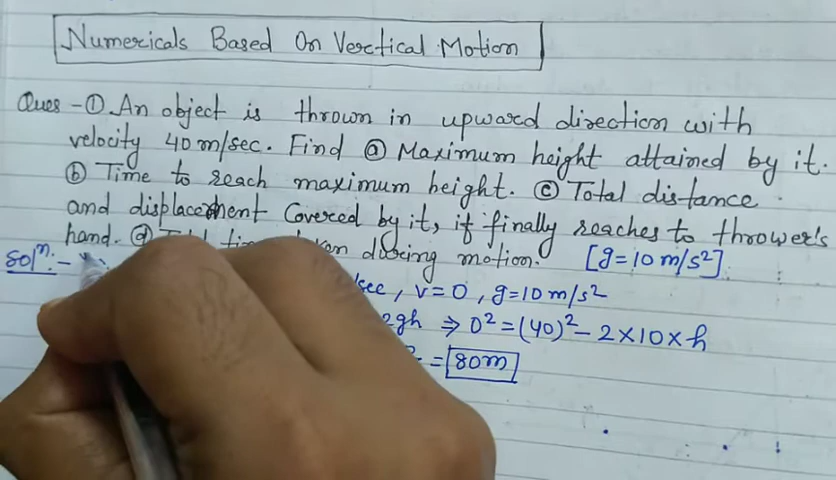 Numericals Based On Vertical Motion
Ques - ① An object is thrown in upward direction with
velocity 40 m/sec. Find ⓐ Maximum height attained by it.
ⓑ Time to reach maximum height. ⓒ Total distance
and displacement Covered by it, if finally reaches to thrower's
hand. ⓓ during motion. [g=10 m/s²]
Solⁿ:-
/sec, v=0, g=10 m/s²
2gh ⇒ 0² = (40)² - 2×10×h
= 80m